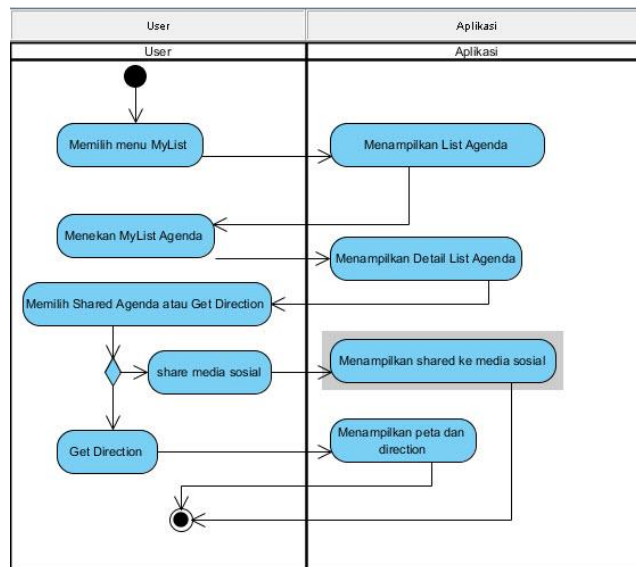 User
Aplikasi
User
Aplikasi
Memilih menu MyList
Menampilkan List Agenda
Menekan MyList Agenda
Menampilkan Detail List Agenda
Memilih Shared Agenda atau Get Direction
share media sosial
Menampilkan shared ke media sosial
Get Direction
Menampilkan peta dan
direction